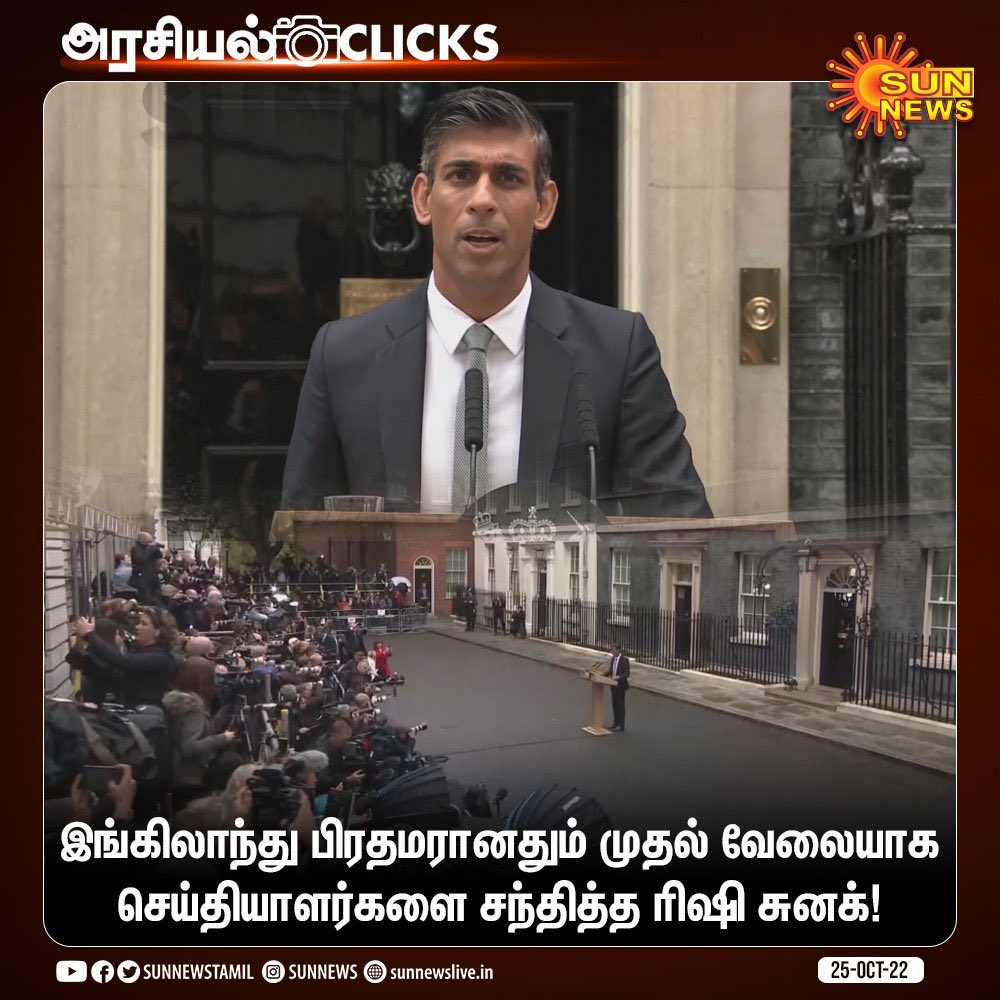 அரசியல் CLICKS
SUN
NEWS
இங்கிலாந்து பிரதமரானதும் முதல் வேலையாக
செய்தியாளர்களை சந்தித்த ரிஷி சுனக்!
SUNNEWSTAMIL SUNNEWS sunnewslive.in
25-OCT-22